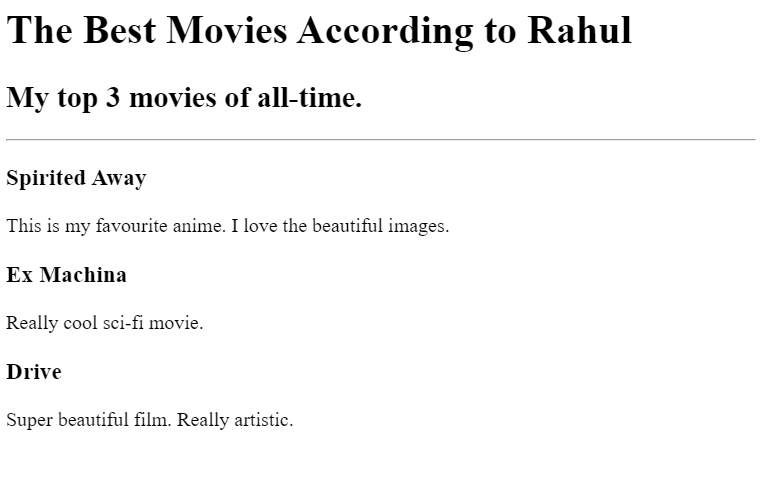 The Best Movies According to Rahul
My top 3 movies of all-time.
Spirited Away
This is my favourite anime. I love the beautiful images.
Ex Machina
Really cool sci-fi movie.
Drive
Super beautiful film. Really artistic.